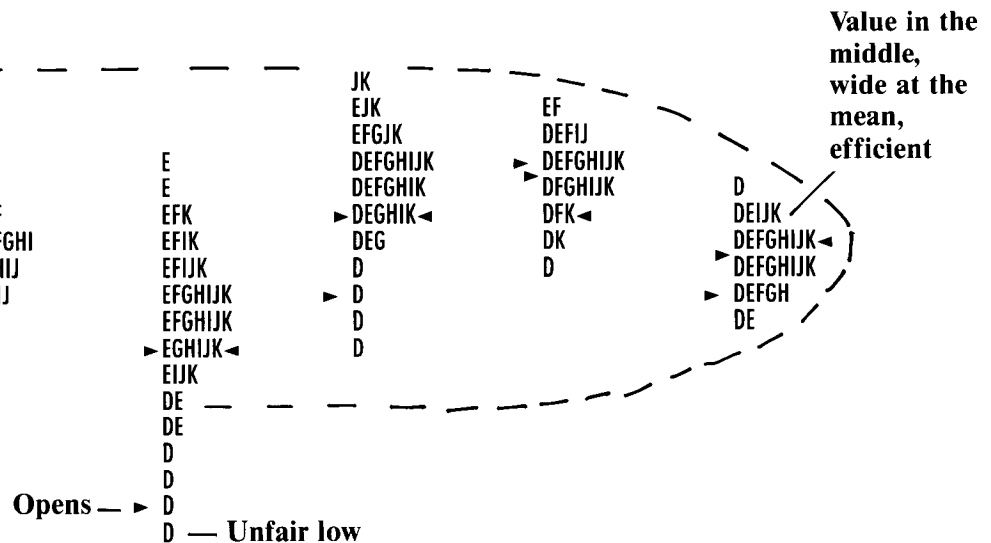 Value in the
middle,
wide at the
mean,
efficient
FGHI
IJ
J
E
E
EFK
EFIK
EFIJK
EFGHIJK
EFGHIJK
►EGHIJK◄
EIJK
DE
DE
D
D
Opens — ► D
D — Unfair low
JK
EJK
EFGJK
DEFGHIJK
DEFGHIK
►DEGHIK◄
DEG
D
► D
D
D
EF
DEFIJ
► DEFGHIJK
► DFGHIJK
DFK◄
DK
D
D
DEIJK
DEFGHIJK◄
► DEFGHIJK
► DEFGH
DE